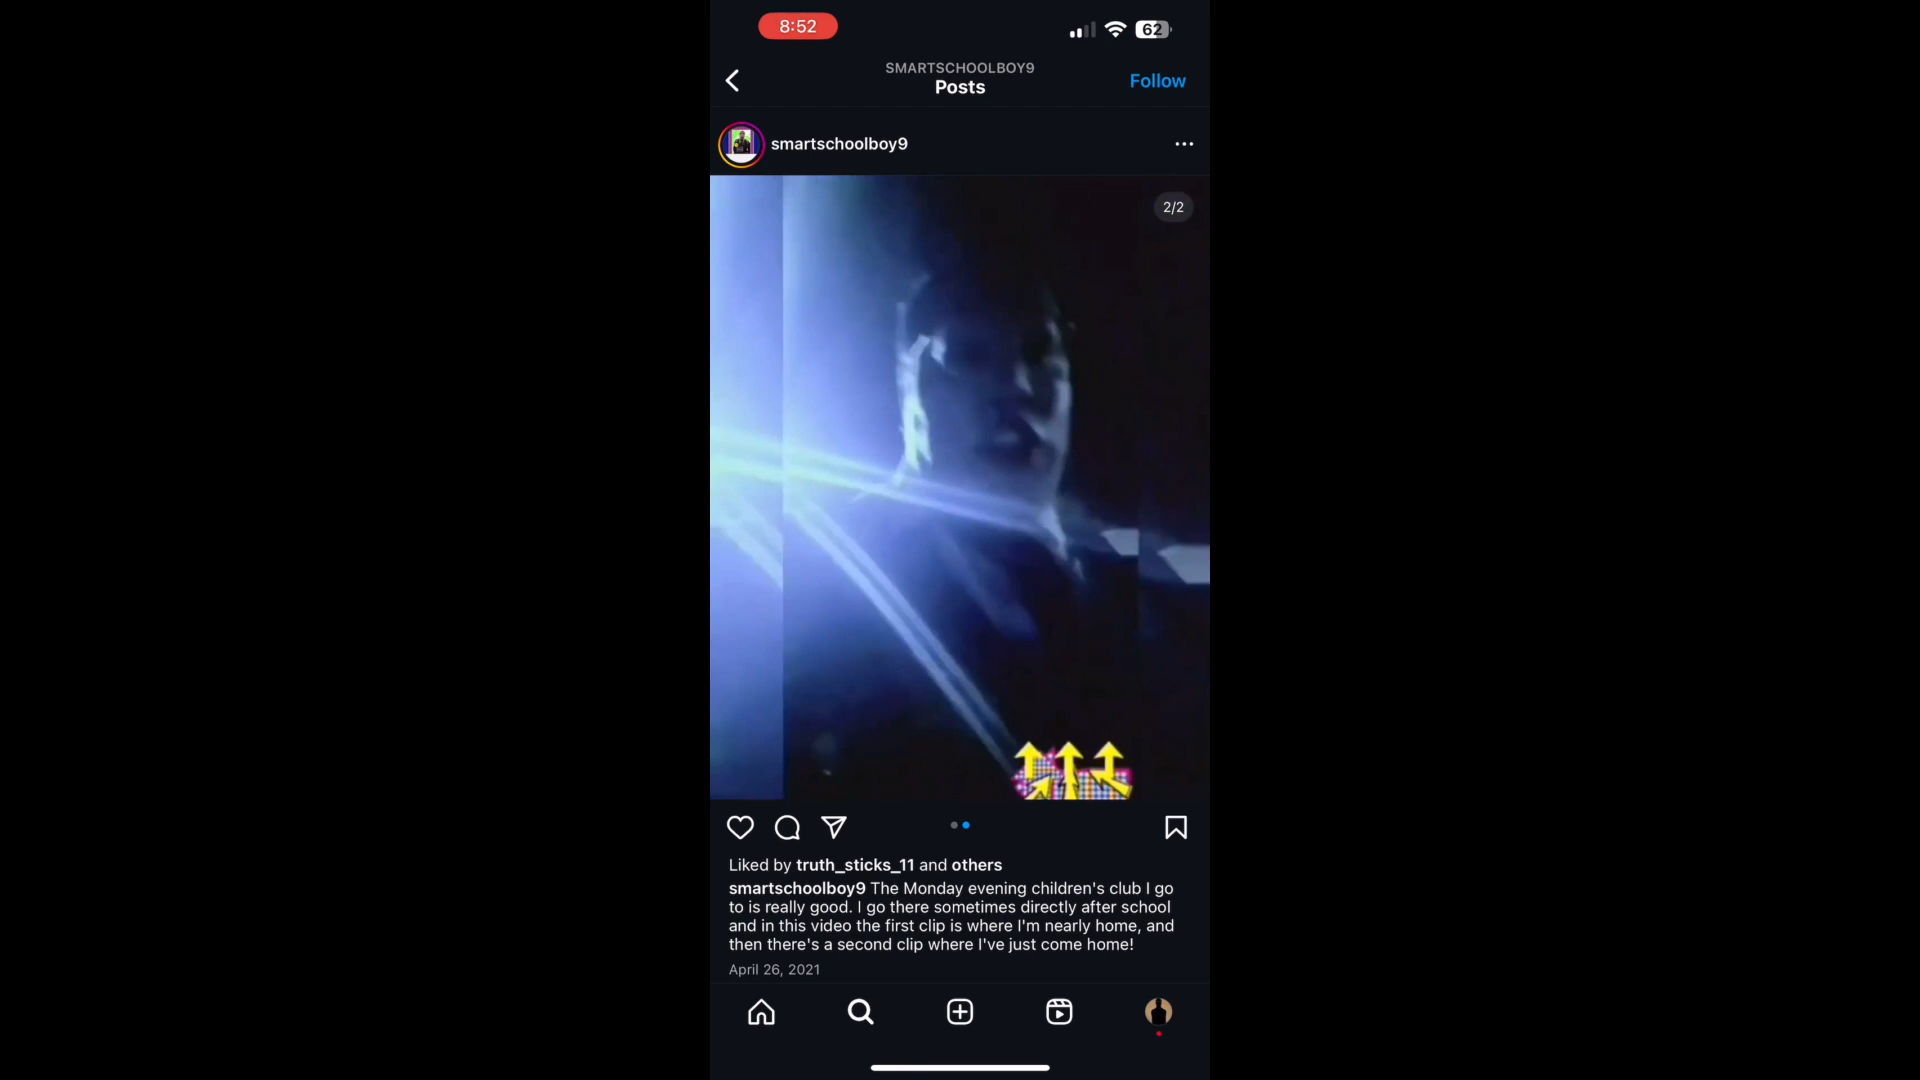 8:52
62
SMARTSCHOOLBOY9
Posts
Follow
smartschoolboy9
2/2
Liked by truth_sticks_11 and others
smartschoolboy9 The Monday evening children's club I go
to is really good. I go there sometimes directly after school
and in this video the first clip is where I'm nearly home, and
then there's a second clip where I've just come home!
April 26, 2021